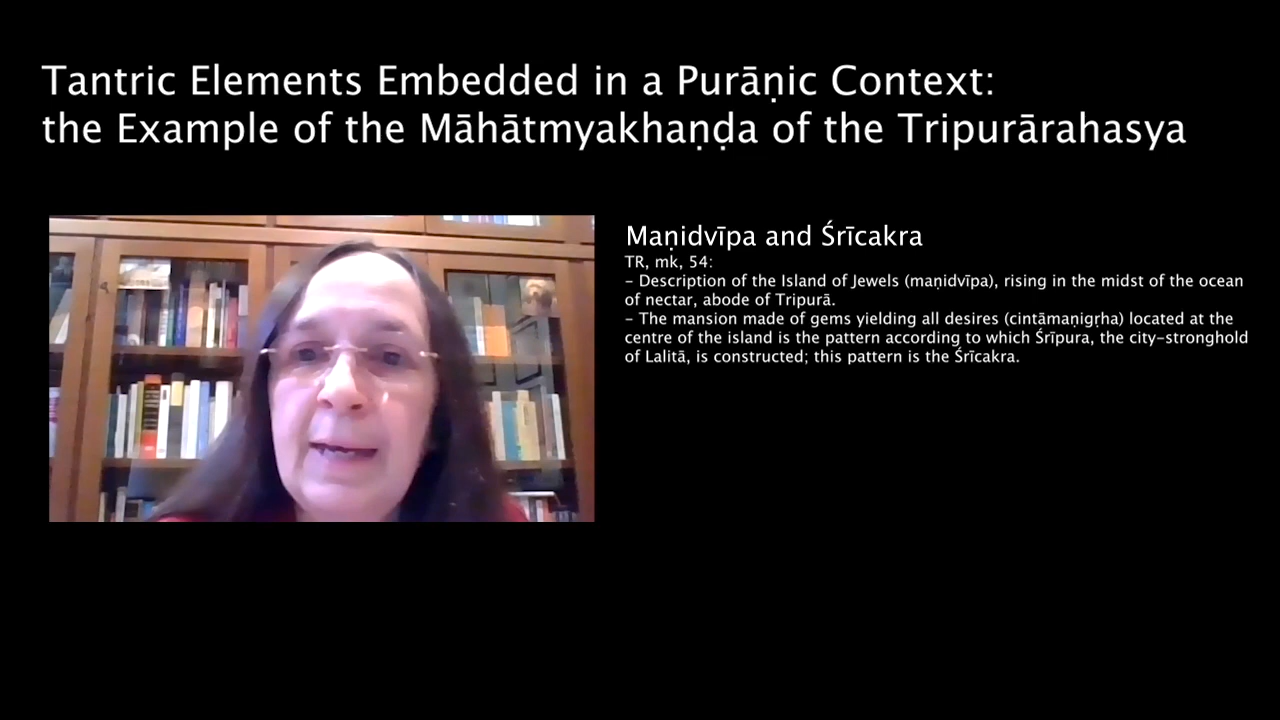 Tantric Elements Embedded in a Purāṇic Context:
the Example of the Māhātmyakhaṇḍa of the Tripurārahasya
Maṇidvīpa and Śrīcakra
TR, mk, 54:
– Description of the Island of Jewels (maṇidvīpa), rising in the midst of the ocean
of nectar, abode of Tripurā.
– The mansion made of gems yielding all desires (cintāmaṇigṛha) located at the
centre of the island is the pattern according to which Śrīpura, the city–stronghold
of Lalitā, is constructed; this pattern is the Śrīcakra.